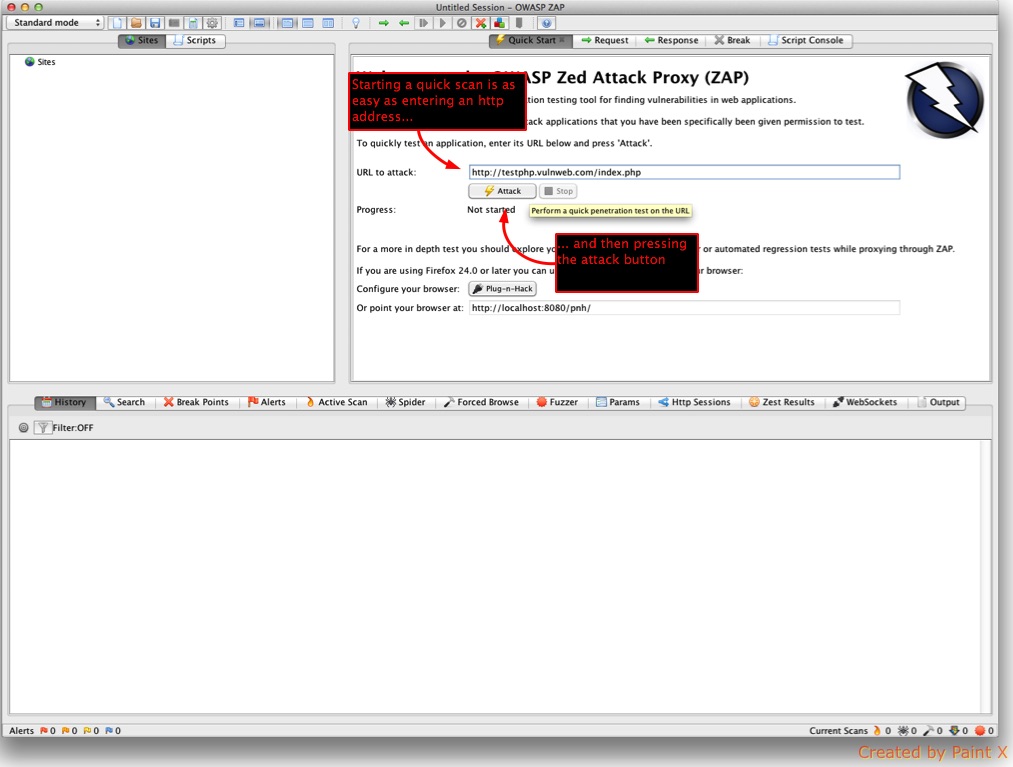 Untitled Session - OWASP ZAP
Standard mode
Sites Scripts
Quick Start Request Response Break Script Console
Sites
OWASP Zed Attack Proxy (ZAP)
Starting a quick scan is as
easy as entering an http
address...
tion testing tool for finding vulnerabilities in web applications.
ack applications that you have been specifically been given permission to test.
To quickly test an application, enter its URL below and press 'Attack'.
URL to attack: http://testphp.vulnweb.com/index.php
Attack Stop
Progress: Not started Perform a quick penetration test on the URL
... and then pressing
the attack button
For a more in depth test you should explore or automated regression tests while proxying through ZAP.
If you are using Firefox 24.0 or later you can browser:
Configure your browser: Plug-n-Hack
Or point your browser at: http://localhost:8080/pnh/
History Search Break Points Alerts Active Scan Spider Forced Browse Fuzzer Params Http Sessions Zest Results WebSockets Output
Filter:OFF
Alerts 0 0 0 0 Current Scans 0 0 0 0 0
Created by Paint X